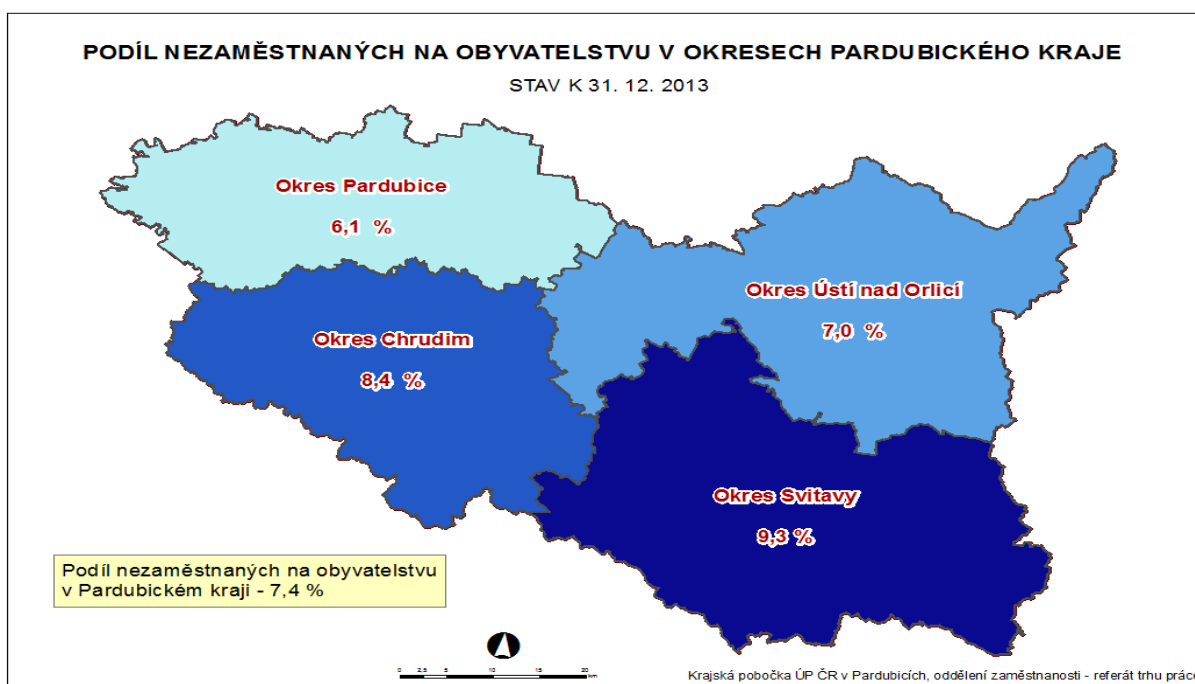 PODÍL NEZAMĚSTNANÝCH NA OBYVATELSTVU V OKRESECH PARDUBICKÉHO KRAJE
STAV K 31. 12. 2013
Okres Pardubice
6,1 %
Okres Ústí nad Orlicí
7,0 %
Okres Chrudim
8,4 %
Okres Svitavy
9,3 %
Podíl nezaměstnaných na obyvatelstvu
v Pardubickém kraji - 7,4 %
0 2,5 5 10 15 20
km
Krajská pobočka ÚP ČR v Pardubicích, oddělení zaměstnanosti - referát trhu práce